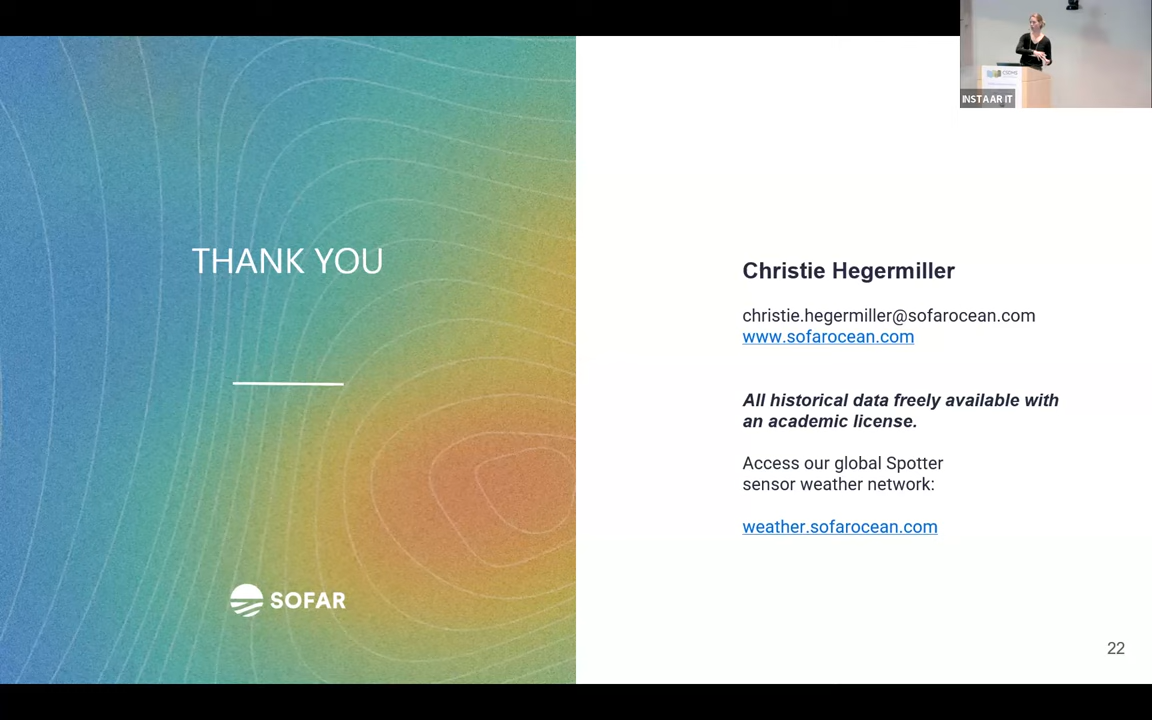 CSDMS
INSTAAR IT
THANK YOU
SOFAR
Christie Hegermiller
christie.hegermiller@sofarocean.com
www.sofarocean.com
All historical data freely available with
an academic license.
Access our global Spotter
sensor weather network:
weather.sofarocean.com
22